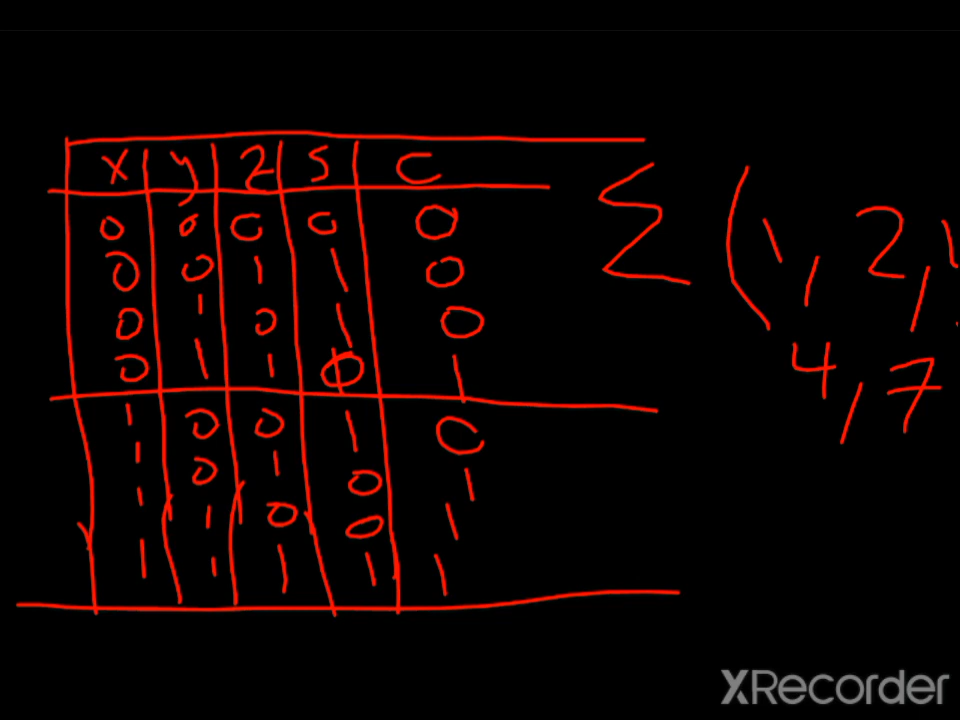 x y z S C
0 0 0 0 0
0 0 1 1 0
0 1 0 1 0
0 1 1 0 1
1 0 0 1 0
1 0 1 0 1
1 1 0 0 1
1 1 1 1 1
Σ (1, 2,
4, 7
XRecorder